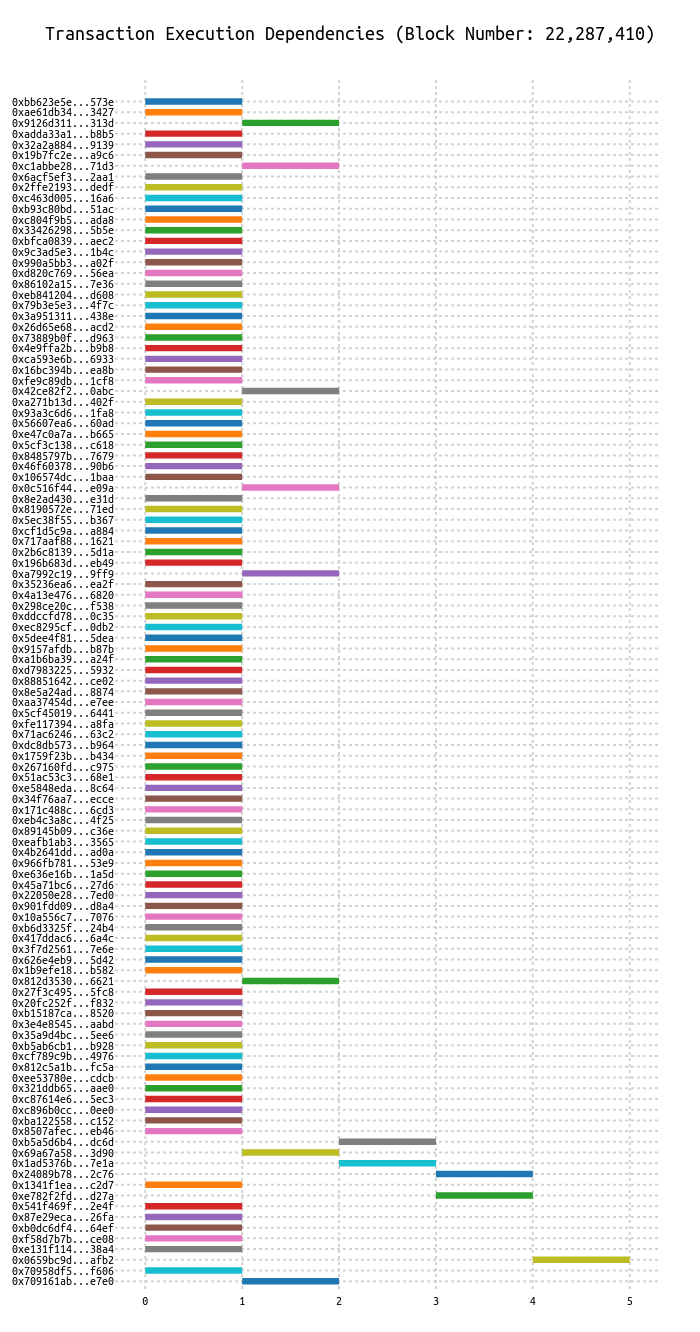 Transaction Execution Dependencies (Block Number: 22,287,410)
0xbb623e5e...573e
0xae61db34...3427
0x9126d311...313d
0xadda33a1...b8b5
0x32a2a884...9139
0x19b7fc2e...a9c6
0xc1abbe28...71d3
0x6acf5ef3...2aa1
0x2ffe2193...dedf
0xc463d005...16a6
0xb93c80bd...51ac
0xc804f9b5...ada8
0x33426298...5b5e
0xbfca0839...aec2
0x9c3ad5e3...1b4c
0x990a5bb3...a02f
0xd820c769...56ea
0x86102a15...7e36
0xeb841204...d608
0x79b3e5e3...4f7c
0x3a951311...438e
0x26d65e68...acd2
0x73889b0f...d963
0x4e9ffa2b...b9b8
0xca593e6b...6933
0x16bc394b...ea8b
0xfe9c89db...1cf8
0x42ce82f2...0abc
0xa271b13d...402f
0x93a3c6d6...1fa8
0x56607ea6...60ad
0xe47c0a7a...b665
0x5cf3c138...c618
0x8485797b...7679
0x46f60378...90b6
0x106574dc...1baa
0x0c516f44...e09a
0x8e2ad430...e31d
0x8190572e...71ed
0x5ec38f55...b367
0xcf1d5c9a...a884
0x717aaf88...1621
0x2b6c8139...5d1a
0x196b683d...eb49
0xa7992c19...9ff9
0x35236ea6...ea2f
0x4a13e476...6820
0x298ce20c...f538
0xddccfd78...0c35
0xec8295cf...0db2
0x5dee4f81...5dea
0x9157afdb...b87b
0xa1b6ba39...a24f
0xd7983225...5932
0x88851642...ce02
0x8e5a24ad...8874
0xaa37454d...e7ee
0x5cf45019...6441
0xfe117394...a8fa
0x71ac6246...63c2
0xdc8db573...b964
0x1759f23b...b434
0x267160fd...c975
0x51ac53c3...68e1
0xe5848eda...8c64
0x34f76aa7...ecce
0x171c488c...6cd3
0xeb4c3a8c...4f25
0x89145b09...c36e
0xeafb1ab3...3565
0x4b2641dd...ad0a
0x966fb781...53e9
0xe636e16b...1a5d
0x45a71bc6...27d6
0x22050e28...7ed0
0x901fdd09...d8a4
0x10a556c7...7076
0xb6d3325f...24b4
0x417ddac6...6a4c
0x3f7d2561...7e6e
0x626e4eb9...5d42
0x1b9efe18...b582
0x812d3530...6621
0x27f3c495...5fc8
0x20fc252f...f832
0xb15187ca...8520
0x3e4e8545...aabd
0x35a9d4bc...5ee6
0xb5ab6cb1...b928
0xcf789c9b...4976
0x812c5a1b...fc5a
0xee53780e...cdcb
0x321ddb65...aae0
0xc87614e6...5ec3
0xc896b0cc...0ee0
0xba122558...c152
0x8507afec...eb46
0xb5a5d6b4...dc6d
0x69a67a58...3d90
0x1ad5376b...7e1a
0x24089b78...2c76
0x1341f1ea...c2d7
0xe782f2fd...d27a
0x541f469f...2e4f
0x87e29eca...26fa
0xb0dc6df4...64ef
0xf58d7b7b...ce08
0xe131f114...38a4
0x0659bc9d...afb2
0x70958df5...f606
0x709161ab...e7e0
0 1 2 3 4 5